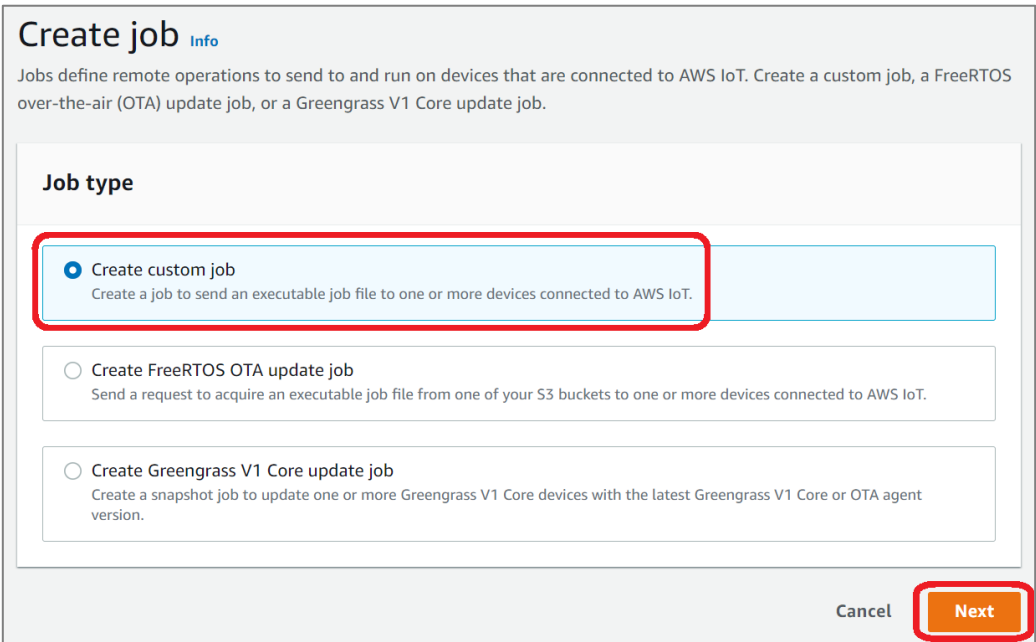 Create job Info
Jobs define remote operations to send to and run on devices that are connected to AWS IoT. Create a custom job, a FreeRTOS
over-the-air (OTA) update job, or a Greengrass V1 Core update job.
Job type
Create custom job
Create a job to send an executable job file to one or more devices connected to AWS IoT.
Create FreeRTOS OTA update job
Send a request to acquire an executable job file from one of your S3 buckets to one or more devices connected to AWS IoT.
Create Greengrass V1 Core update job
Create a snapshot job to update one or more Greengrass V1 Core devices with the latest Greengrass V1 Core or OTA agent
version.
Cancel Next